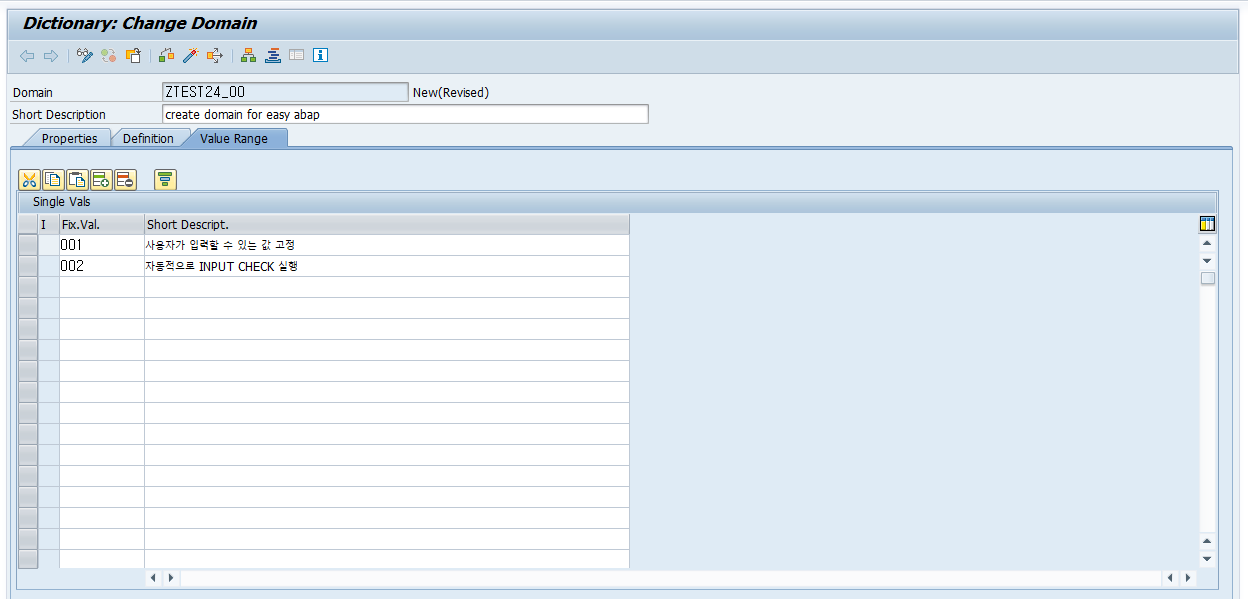 Dictionary: Change Domain
Domain ZTEST24_00 New(Revised)
Short Description create domain for easy abap
Properties Definition Value Range
Single Vals
I Fix.Val. Short Descript.
001 사용자가 입력할 수 있는 값 고정
002 자동적으로 INPUT CHECK 실행